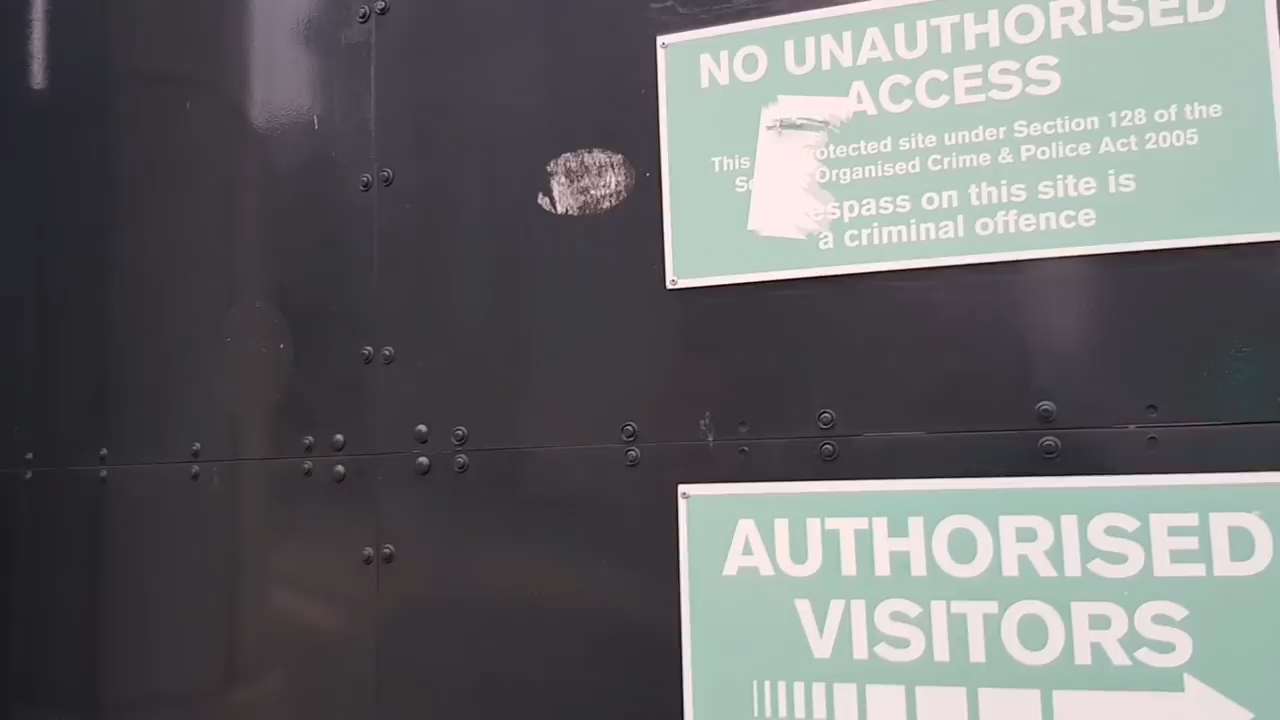 NO UNAUTHORISED
ACCESS
This otected site under Section 128 of the
Se Organised Crime & Police Act 2005
espass on this site is
a criminal offence
AUTHORISED
VISITORS